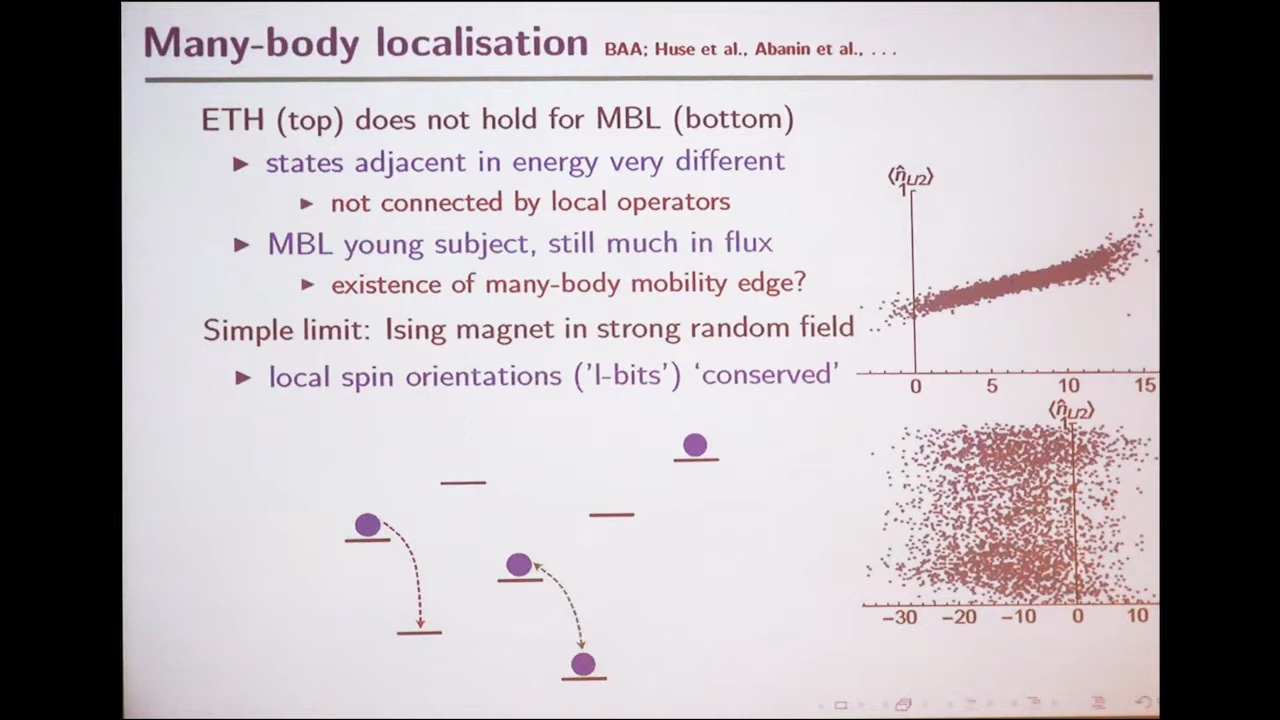 Many-body localisation BAA; Huse et al., Abanin et al., . . .
ETH (top) does not hold for MBL (bottom)
▶ states adjacent in energy very different
▶ not connected by local operators
▶ MBL young subject, still much in flux
▶ existence of many-body mobility edge?
Simple limit: Ising magnet in strong random field
▶ local spin orientations ('l-bits') ‘conserved’
⟨n̂L/2⟩
1
0 5 10 15
⟨n̂L/2⟩
1
−30 −20 −10 0 10